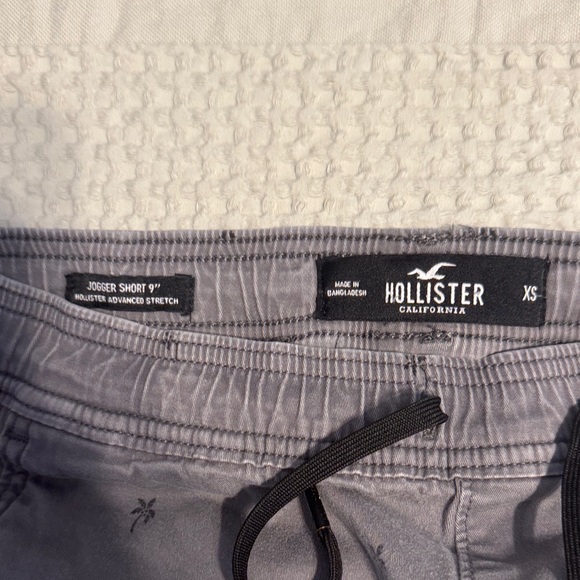 JOGGER SHORT 9"
HOLLISTER ADVANCED STRETCH
MADE IN
BANGLADESH
HOLLISTER
CALIFORNIA
XS